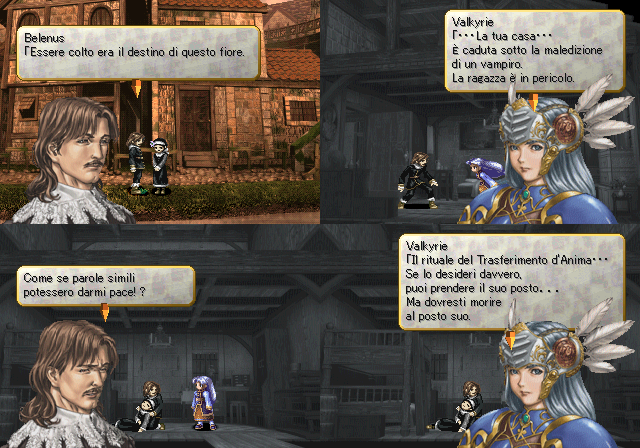 Belenus
「Essere colto era il destino di questo fiore.
Valkyrie
「･･･La tua casa･･･
È caduta sotto la maledizione
di un vampiro.
La ragazza è in pericolo.
Come se parole simili
potessero darmi pace!?
Valkyrie
「Il rituale del Trasferimento d'Anima･･･
Se lo desideri davvero,
puoi prendere il suo posto...
Ma dovresti morire
al posto suo.